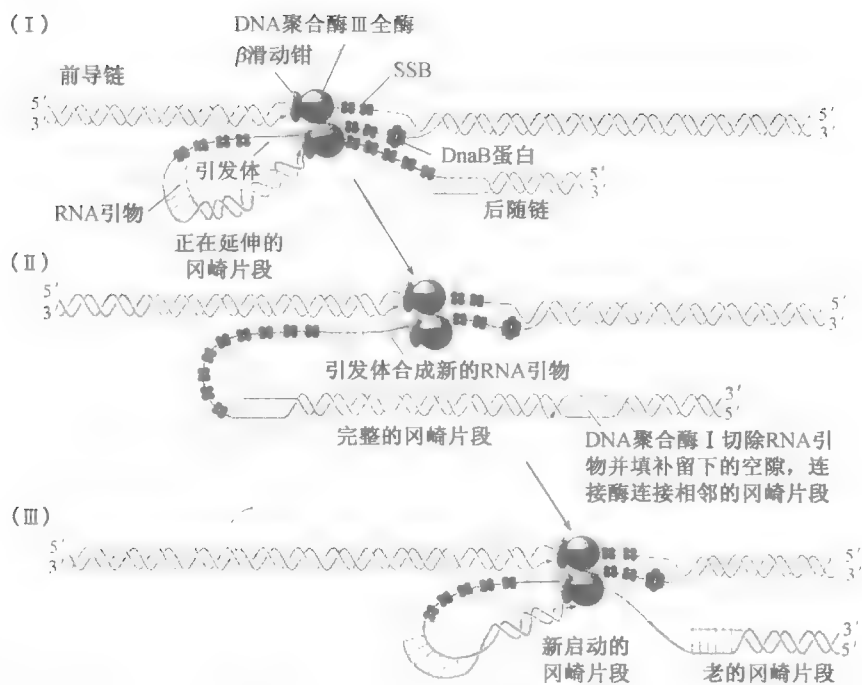 (Ⅰ)
DNA聚合酶Ⅲ全酶
β滑动钳
SSB
前导链
5′
3′
5′
3′
DnaB蛋白
引发体
5′
3′
RNA引物
后随链
正在延伸的
冈崎片段
(Ⅱ)
5′
3′
3′
5′
引发体合成新的RNA引物
3′
5′
完整的冈崎片段
DNA聚合酶Ⅰ切除RNA引
物并填补留下的空隙，连
接酶连接相邻的冈崎片段
(Ⅲ)
5′
3′
5′
3′
新启动的
冈崎片段
3′
5′
老的冈崎片段